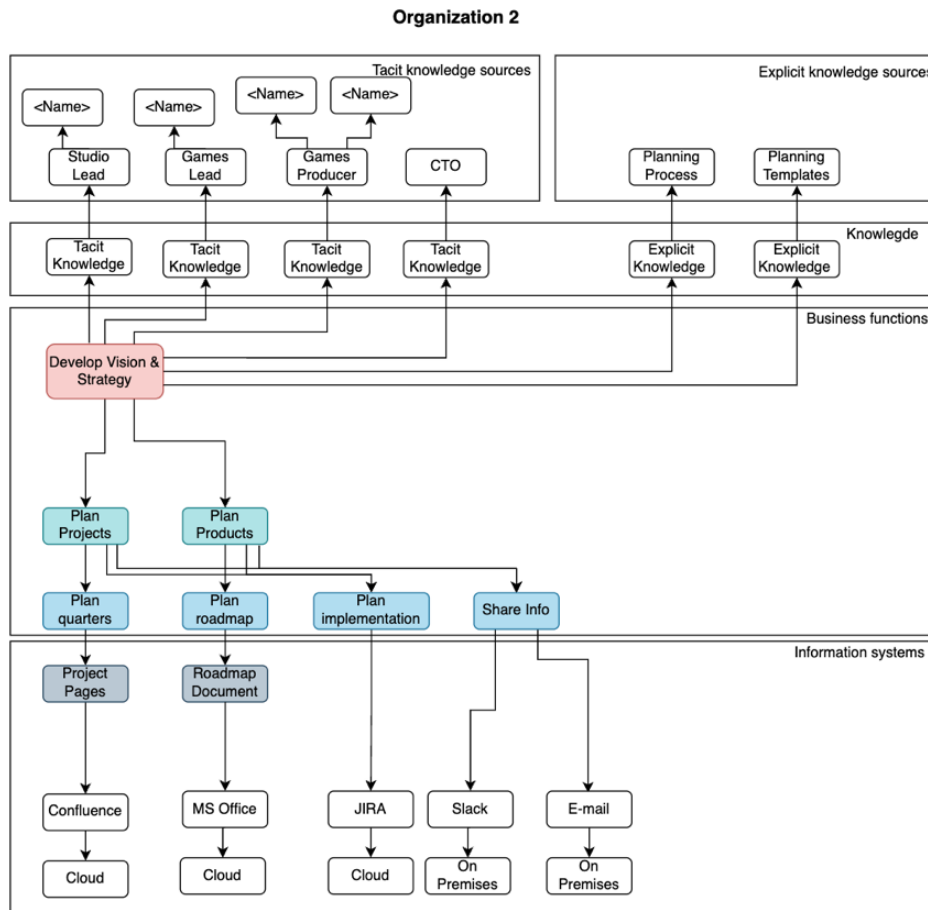 Organization 2
Tacit knowledge sources
Explicit knowledge sources
<Name>
<Name>
<Name>
<Name>
Studio
Lead
Games
Lead
Games
Producer
CTO
Planning
Process
Planning
Templates
Knowlegde
Tacit
Knowledge
Tacit
Knowledge
Tacit
Knowledge
Tacit
Knowledge
Explicit
Knowledge
Explicit
Knowledge
Business functions
Develop Vision &
Strategy
Plan
Projects
Plan
Products
Plan
quarters
Plan
roadmap
Plan
implementation
Share Info
Information systems
Project
Pages
Roadmap
Document
Confluence
MS Office
JIRA
Slack
E-mail
Cloud
Cloud
Cloud
On
Premises
On
Premises